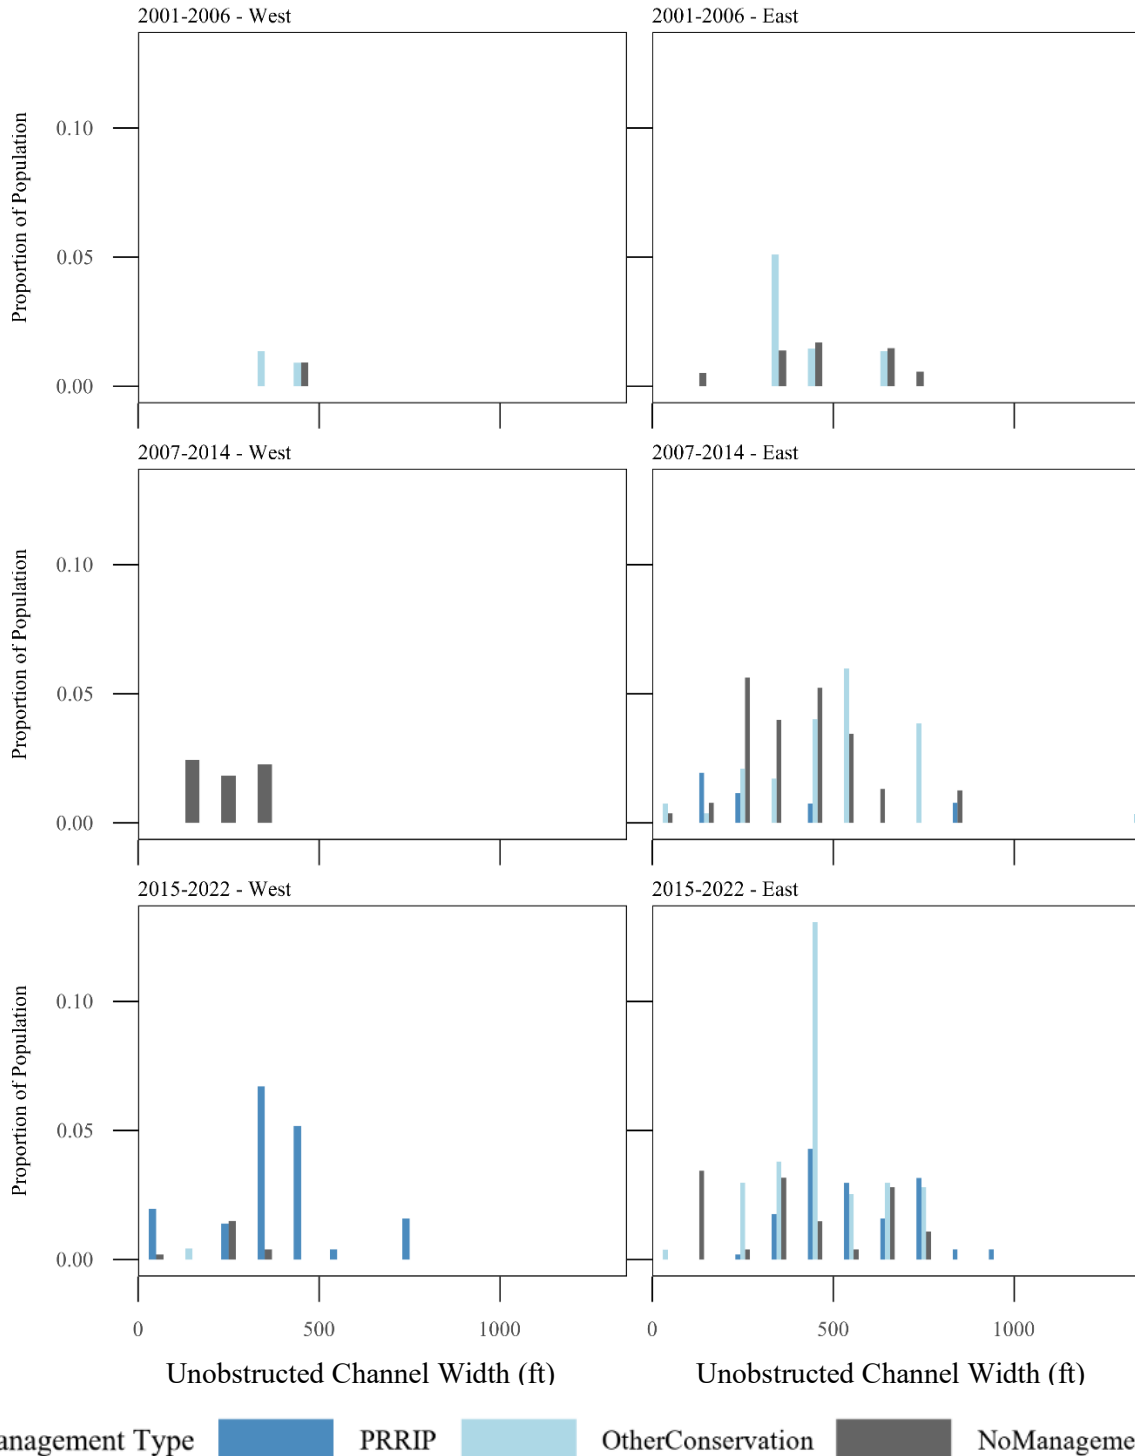 2001-2006 - West
2001-2006 - East
Proportion of Population
0.10
0.05
0.00
2007-2014 - West
2007-2014 - East
Proportion of Population
0.10
0.05
0.00
2015-2022 - West
2015-2022 - East
Proportion of Population
0.10
0.05
0.00
0 500 1000
0 500 1000
Unobstructed Channel Width (ft)
Unobstructed Channel Width (ft)
anagement Type PRRIP OtherConservation NoManageme